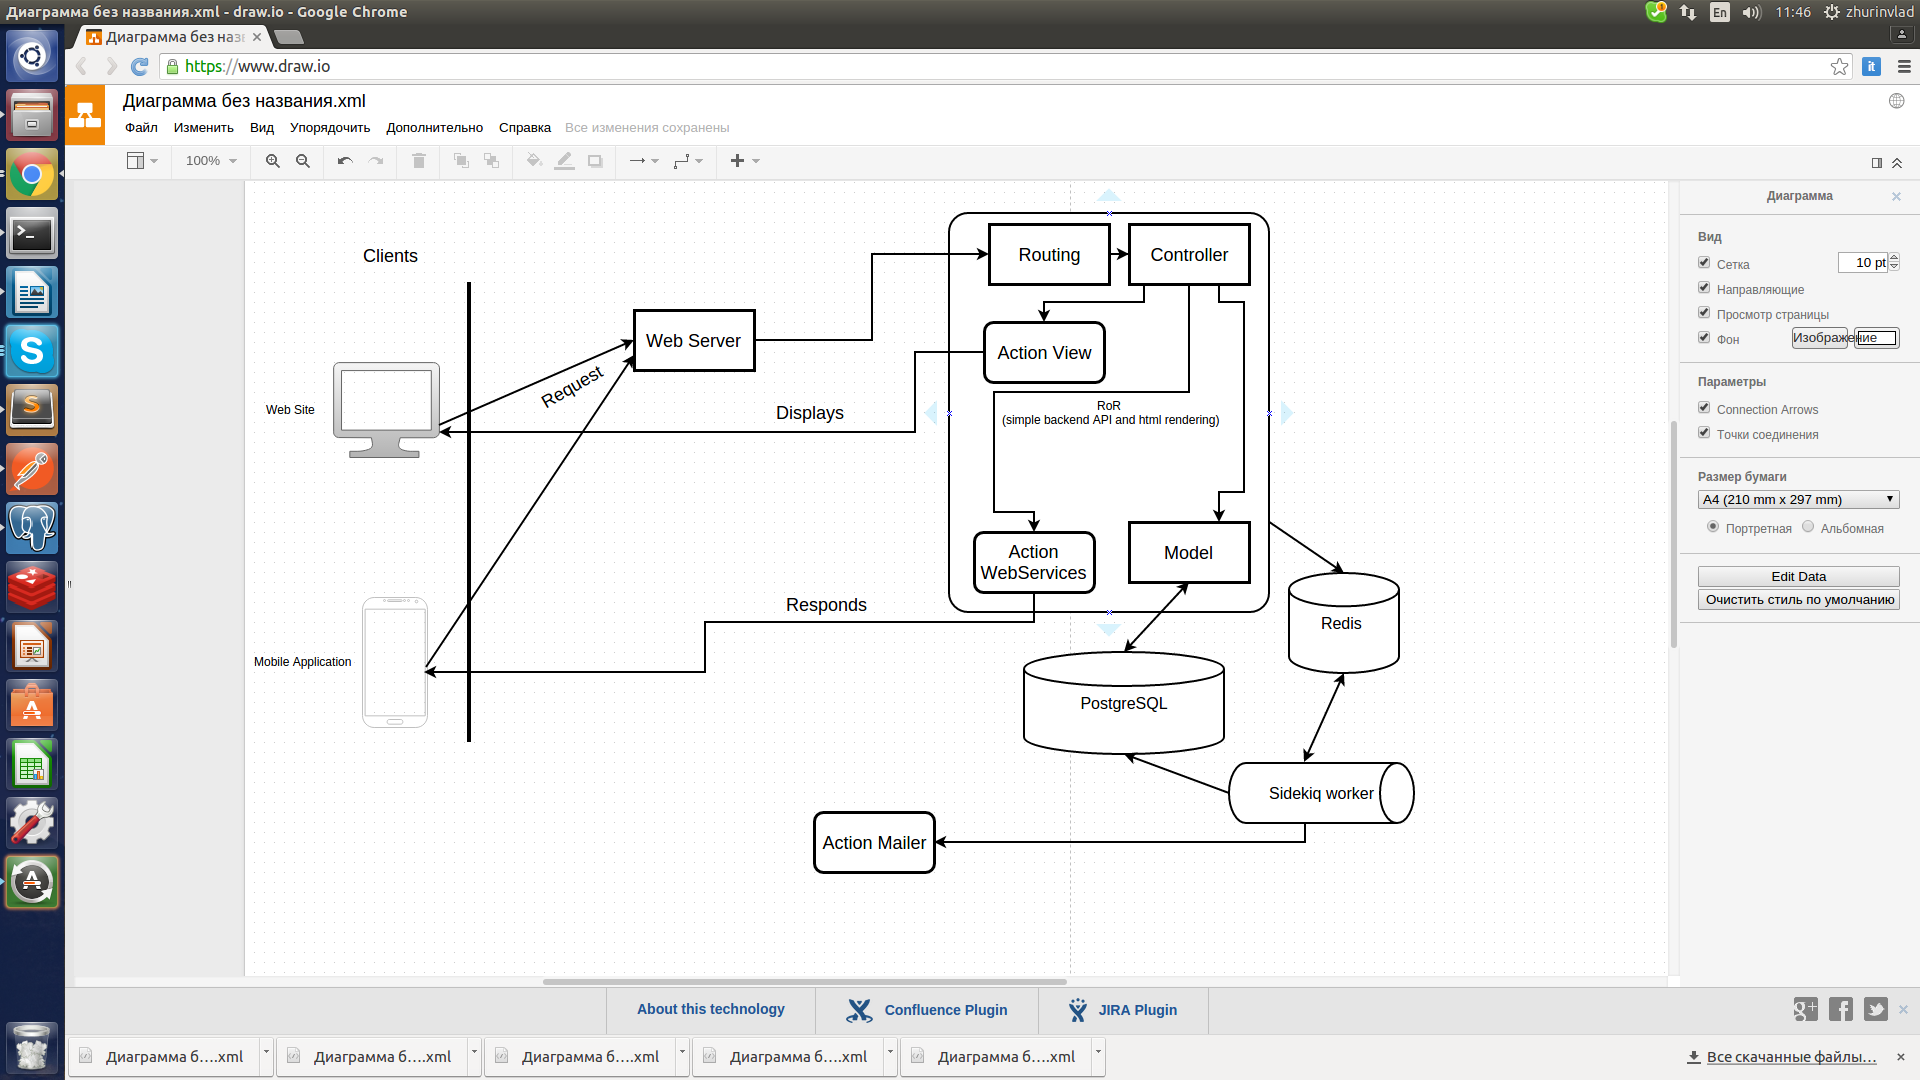 Диаграмма без названия.xml - draw.io - Google Chrome
En
11:46
zhurinvlad
Диаграмма без наз
https://www.draw.io
it
Диаграмма без названия.xml
Файл Изменить Вид Упорядочить Дополнительно Справка Все изменения сохранены
100%
Clients
Web Site
Mobile Application
Request
Web Server
Displays
Responds
Routing
Controller
Action View
RoR
(simple backend API and html rendering)
Action
WebServices
Model
Redis
PostgreSQL
Sidekiq worker
Action Mailer
Диаграмма
Вид
Сетка
10 pt
Направляющие
Просмотр страницы
Фон
Изображение
Параметры
Connection Arrows
Точки соединения
Размер бумаги
A4 (210 mm x 297 mm)
Портретная
Альбомная
Edit Data
Очистить стиль по умолчанию
About this technology
Confluence Plugin
JIRA Plugin
Диаграмма б....xml
Диаграмма б....xml
Диаграмма б....xml
Диаграмма б....xml
Диаграмма б....xml
Все скачанные файлы...